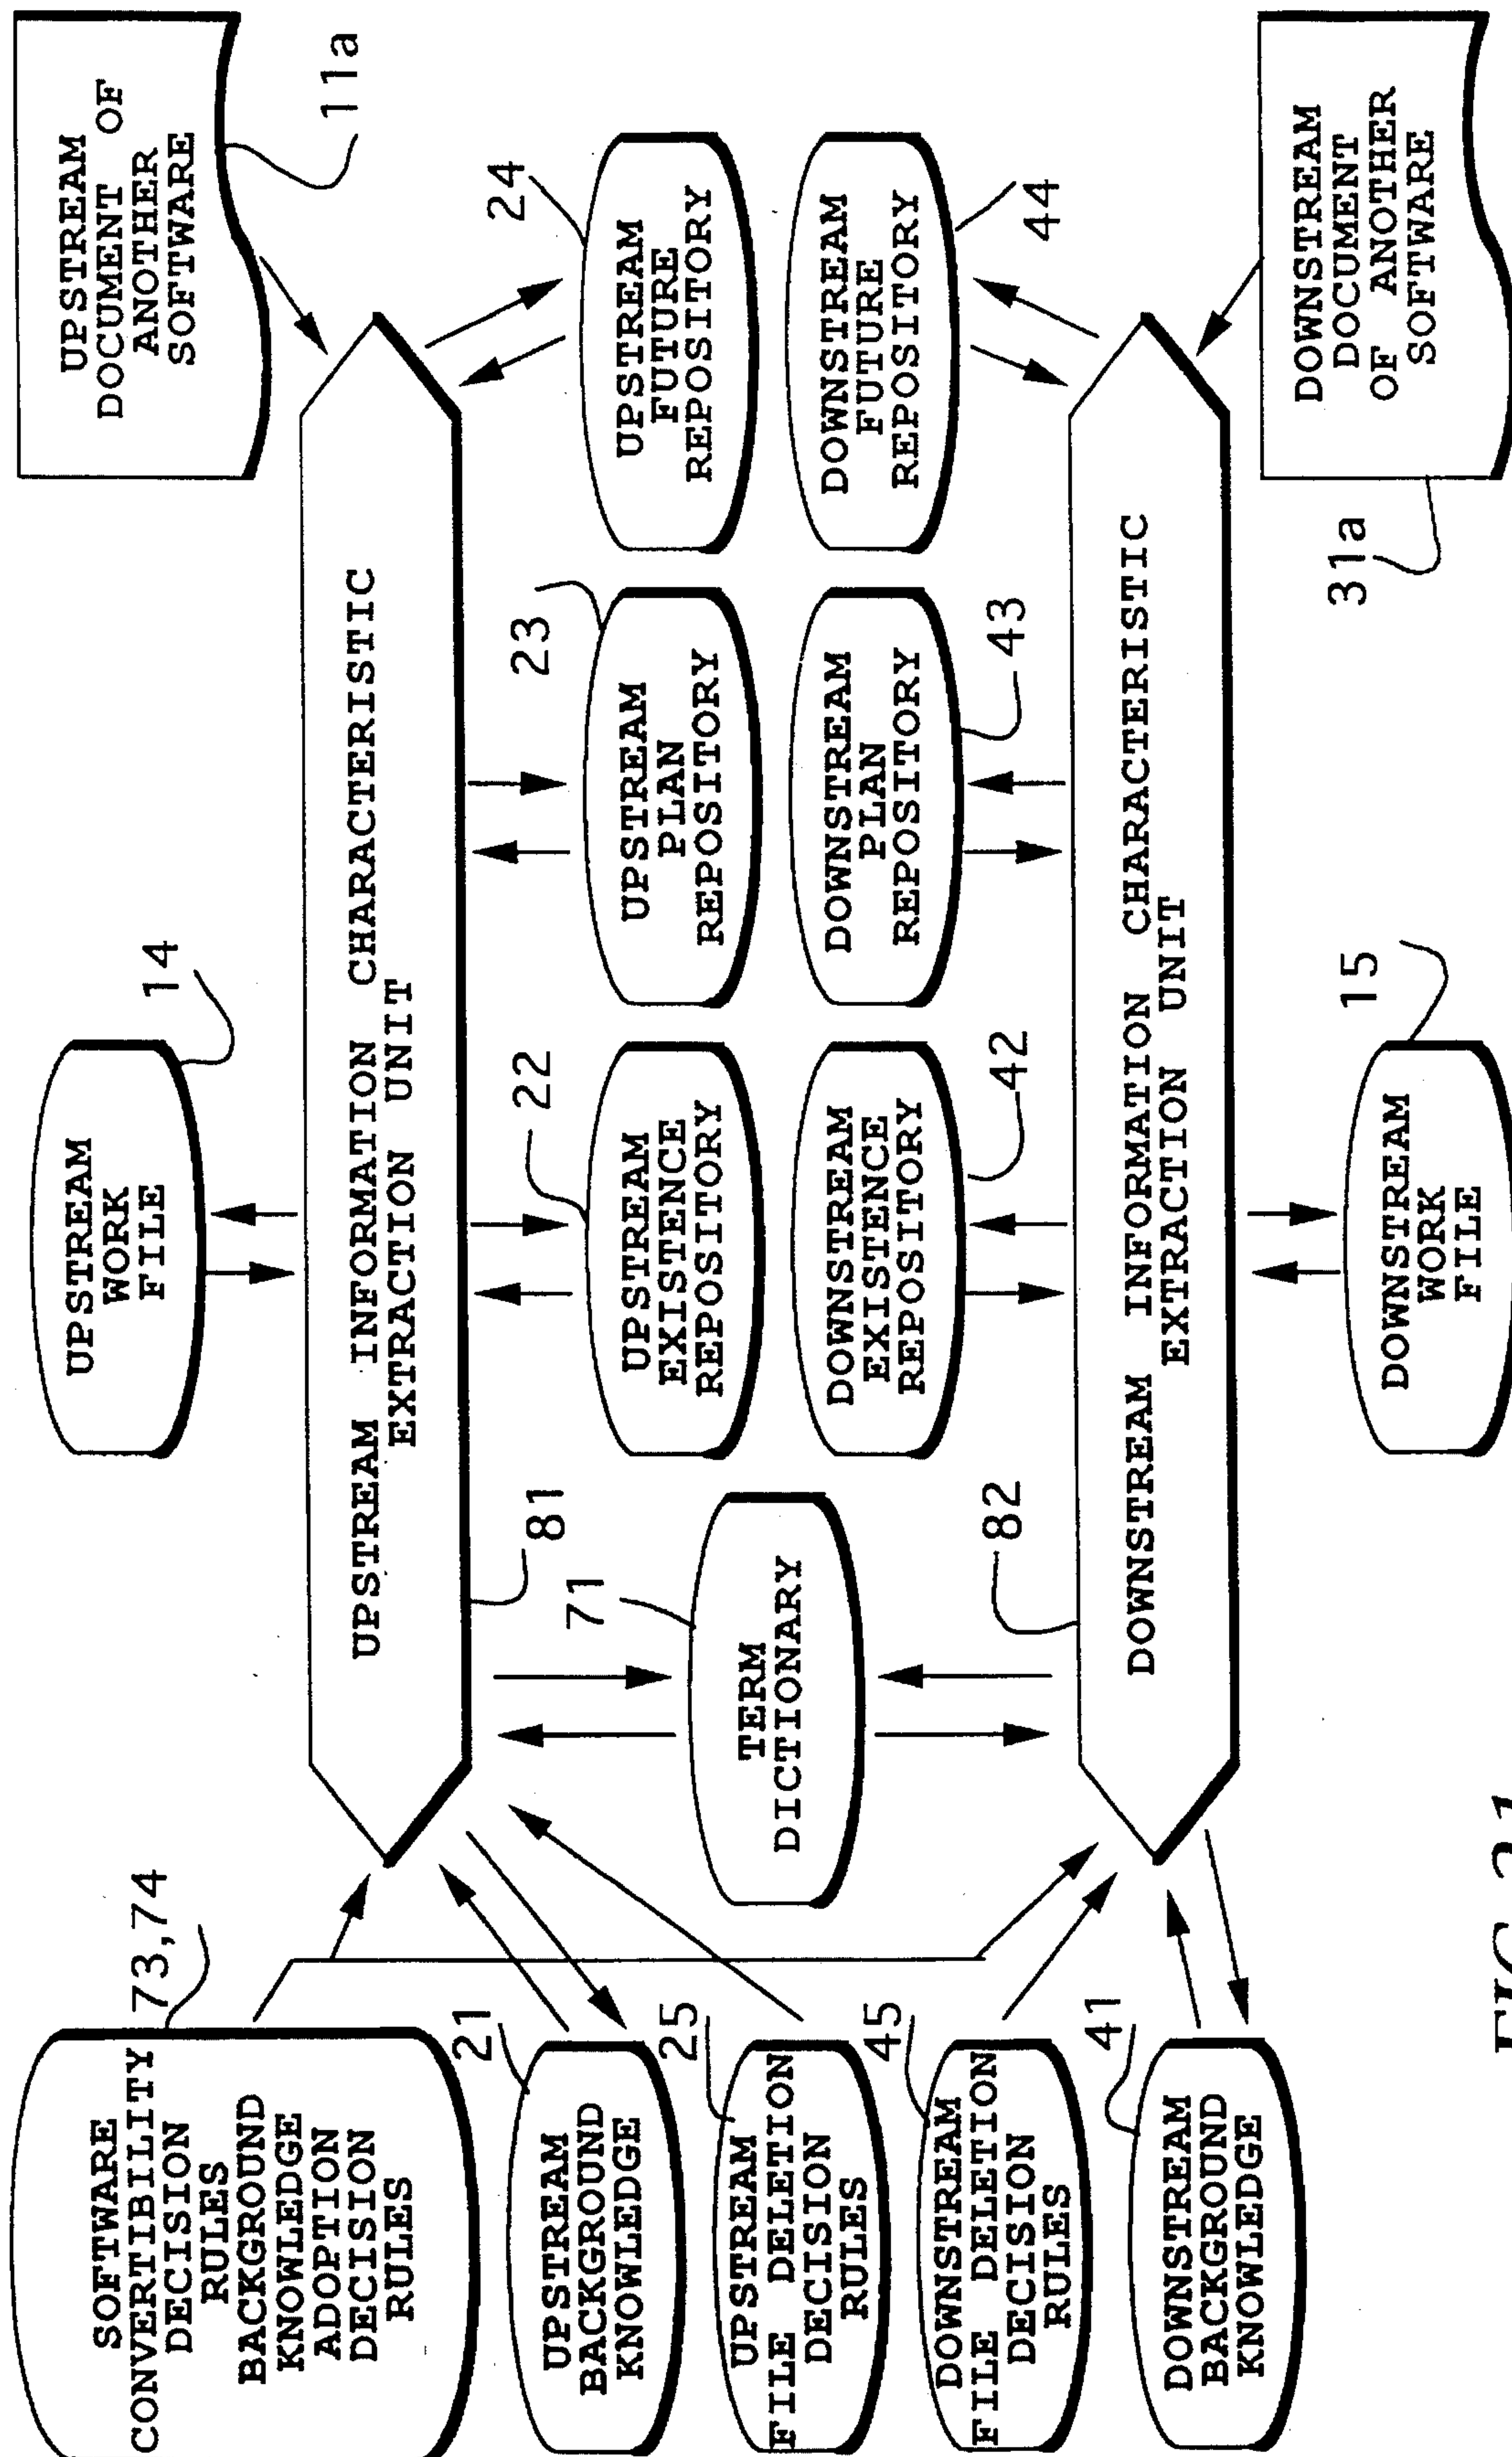 SOFTWARE
CONVERTIBILITY
DECISION
RULES
BACKGROUND
KNOWLEDGE
ADOPTION
DECISION
RULES
73,74
UPSTREAM
BACKGROUND
KNOWLEDGE
21
UPSTREAM
FILE DELETION
DECISION
RULES
25
DOWNSTREAM
FILE DELETION
DECISION
RULES
45
DOWNSTREAM
BACKGROUND
KNOWLEDGE
41
UPSTREAM
WORK
FILE
14
UPSTREAM
DOCUMENT OF
ANOTHER
SOFTWARE
11a
UPSTREAM INFORMATION CHARACTERISTIC
EXTRACTION UNIT
81
TERM
DICTIONARY
71
UPSTREAM
EXISTENCE
REPOSITORY
22
UPSTREAM
PLAN
REPOSITORY
23
UPSTREAM
FUTURE
REPOSITORY
24
DOWNSTREAM
EXISTENCE
REPOSITORY
42
DOWNSTREAM
PLAN
REPOSITORY
43
DOWNSTREAM
FUTURE
REPOSITORY
44
82
DOWNSTREAM INFORMATION CHARACTERISTIC
EXTRACTION UNIT
DOWNSTREAM
WORK
FILE
15
DOWNSTREAM
DOCUMENT
OF ANOTHER
SOFTWARE
31a
FIG.21